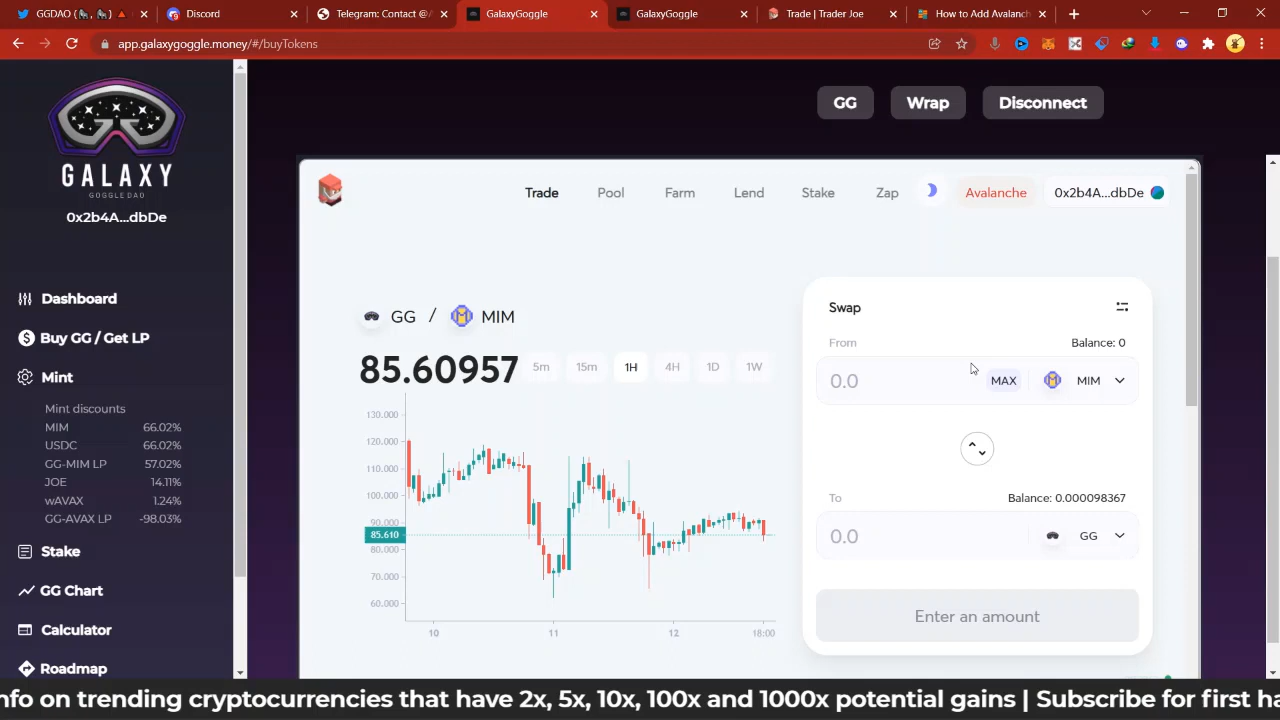 GGDAO (
Discord
Telegram: Contact @A
GalaxyGoggle
GalaxyGoggle
Trade | Trader Joe
How to Add Avalanch
app.galaxygoggle.money/#/buyTokens
GALAXY
GOGGLE DAO
0x2b4A...dbDe
Dashboard
Buy GG / Get LP
Mint
Mint discounts
MIM 66.02%
USDC 66.02%
GG-MIM LP 57.02%
JOE 14.11%
wAVAX 1.24%
GG-AVAX LP -98.03%
Stake
GG Chart
Calculator
Roadmap
GG Wrap Disconnect
Trade Pool Farm Lend Stake Zap Avalanche 0x2b4A...dbDe
GG / MIM
85.60957 5m 15m 1H 4H 1D 1W
130.000
120.000
110.000
100.000
90.000
85.610
80.000
70.000
60.000
10 11 12 18:00
Swap
From Balance: 0
0.0 MAX MIM
To Balance: 0.000098367
0.0 GG
Enter an amount
nfo on trending cryptocurrencies that have 2x, 5x, 10x, 100x and 1000x potential gains | Subscribe for first ha